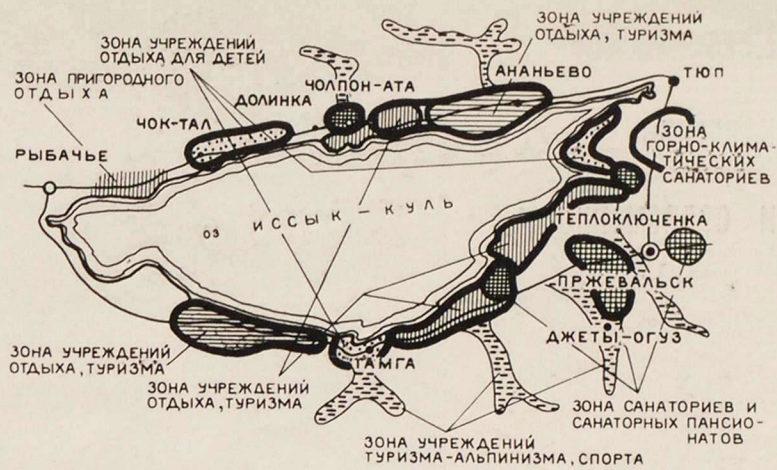 ЗОНА УЧРЕЖДЕНИЙ
ОТДЫХА, ТУРИЗМА
ЗОНА УЧРЕЖДЕНИЙ
ОТДЫХА ДЛЯ ДЕТЕЙ
ЗОНА ПРИГОРОДНОГО
ОТДЫХА
ЧОЛПОН-АТА
АНАНЬЕВО
ТЮП
ДОЛИНКА
ЧОК-ТАЛ
РЫБАЧЬЕ
ЗОНА
ГОРНО-КЛИМА-
ТИЧЕСКИХ
САНАТОРИЕВ
ОЗ ИССЫК-КУЛЬ
ТЕПЛОКЛЮЧЕНКА
ПРЖЕВАЛЬСК
ДЖЕТЫ-ОГУЗ
ТАМГА
ЗОНА УЧРЕЖДЕНИЙ
ОТДЫХА, ТУРИЗМА
ЗОНА УЧРЕЖДЕНИЙ
ОТДЫХА, ТУРИЗМА
ЗОНА САНАТОРИЕВ И
САНАТОРНЫХ ПАНСИО-
НАТОВ
ЗОНА УЧРЕЖДЕНИЙ
ТУРИЗМА-АЛЬПИНИЗМА, СПОРТА